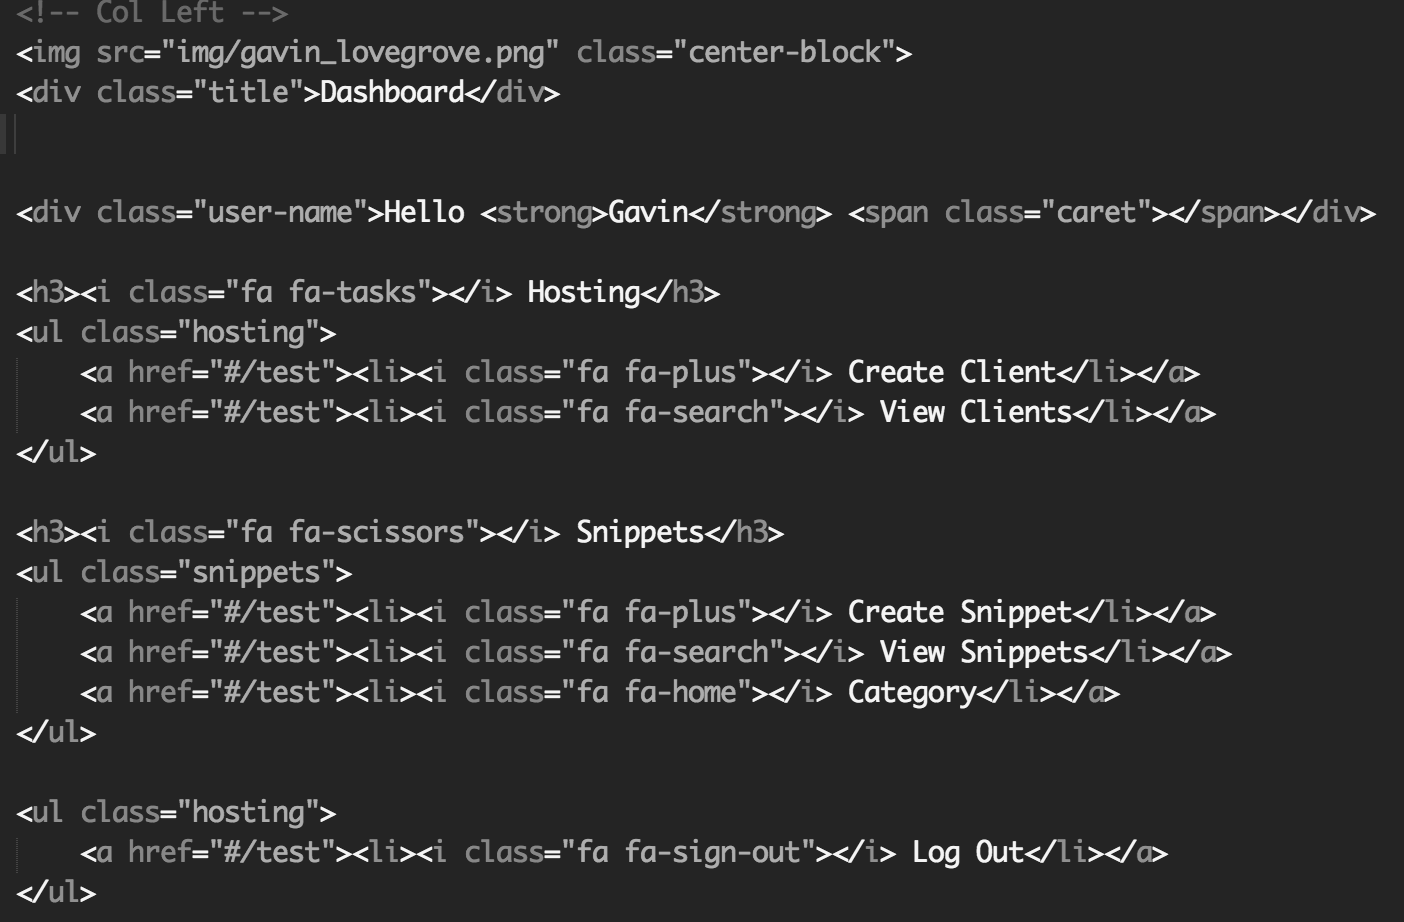 <!-- Col Left -->
<img src="img/gavin_lovegrove.png" class="center-block">
<div class="title">Dashboard</div>
<div class="user-name">Hello <strong>Gavin</strong> <span class="caret"></span></div>
<h3><i class="fa fa-tasks"></i> Hosting</h3>
<ul class="hosting">
    <a href="#/test"><li><i class="fa fa-plus"></i> Create Client</li></a>
    <a href="#/test"><li><i class="fa fa-search"></i> View Clients</li></a>
</ul>
<h3><i class="fa fa-scissors"></i> Snippets</h3>
<ul class="snippets">
    <a href="#/test"><li><i class="fa fa-plus"></i> Create Snippet</li></a>
    <a href="#/test"><li><i class="fa fa-search"></i> View Snippets</li></a>
    <a href="#/test"><li><i class="fa fa-home"></i> Category</li></a>
</ul>
<ul class="hosting">
    <a href="#/test"><li><i class="fa fa-sign-out"></i> Log Out</li></a>
</ul>